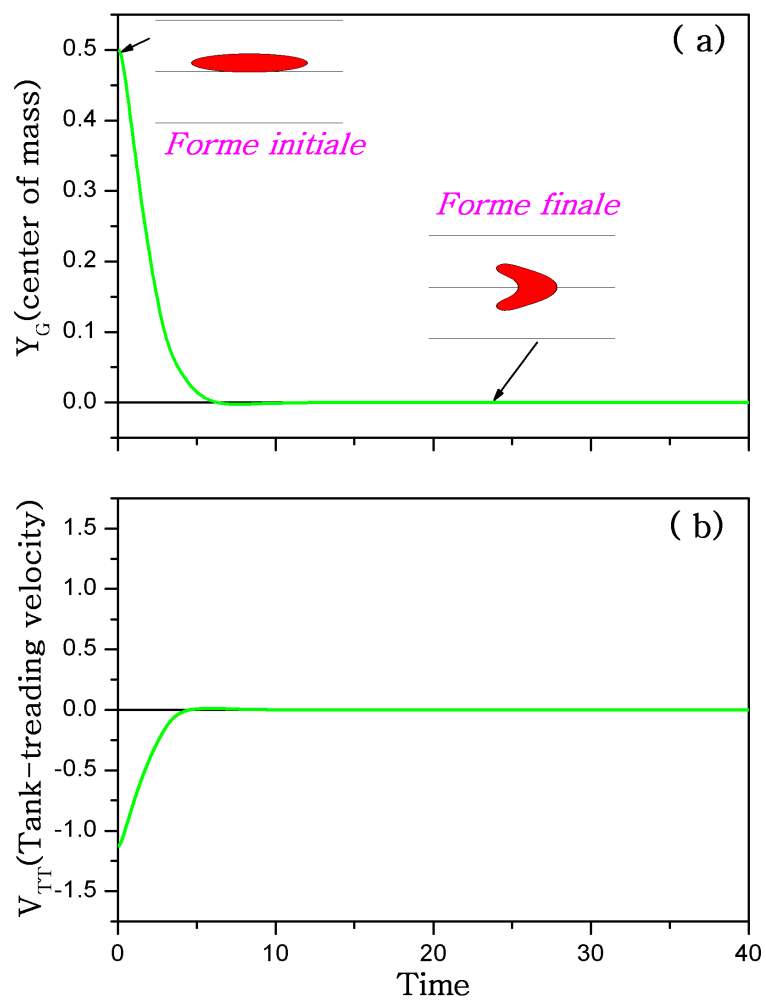 ( a)
0.5
Forme initiale
0.4
0.3
Forme finale
0.2
0.1
0.0
Y_G(center of mass)
( b)
1.5
1.0
0.5
0.0
-0.5
-1.0
-1.5
V_TT(Tank-treading velocity)
0 10 20 30 40
Time